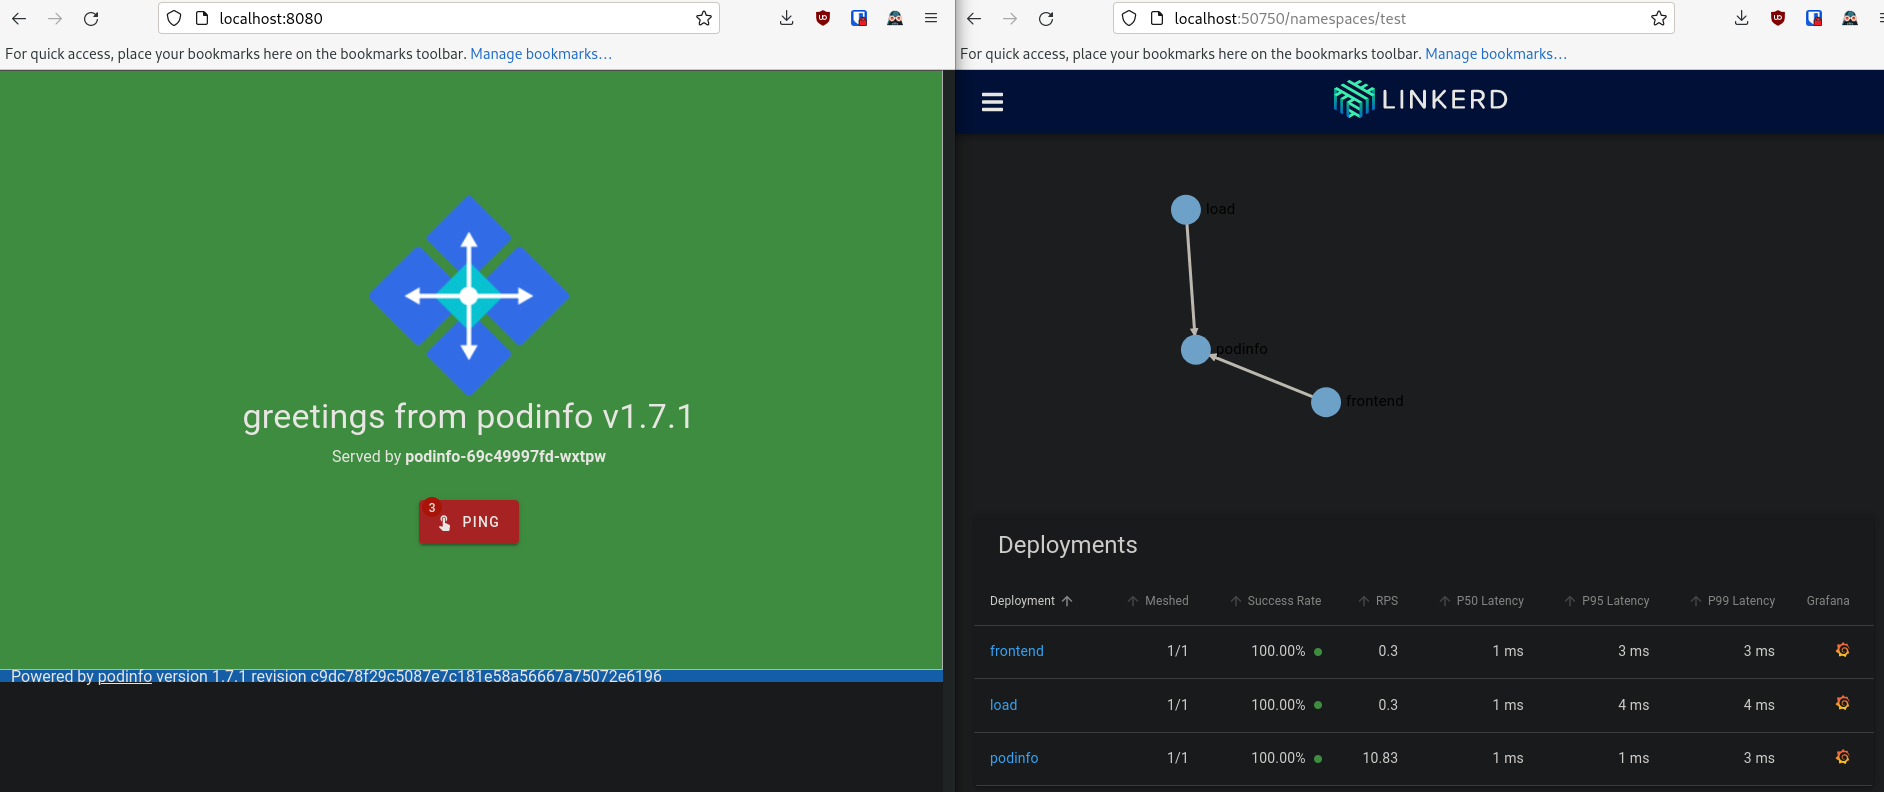 localhost:8080
For quick access, place your bookmarks here on the bookmarks toolbar. Manage bookmarks…
greetings from podinfo v1.7.1
Served by podinfo-69c49997fd-wxtpw
3
PING
Powered by podinfo version 1.7.1 revision c9dc78f29c5087e7c181e58a56667a75072e6196
localhost:50750/namespaces/test
For quick access, place your bookmarks here on the bookmarks toolbar. Manage bookmarks…
LINKERD
load
podinfo
frontend
Deployments
Deployment Meshed Success Rate RPS P50 Latency P95 Latency P99 Latency Grafana
frontend 1/1 100.00% 0.3 1 ms 3 ms 3 ms
load 1/1 100.00% 0.3 1 ms 4 ms 4 ms
podinfo 1/1 100.00% 10.83 1 ms 1 ms 3 ms